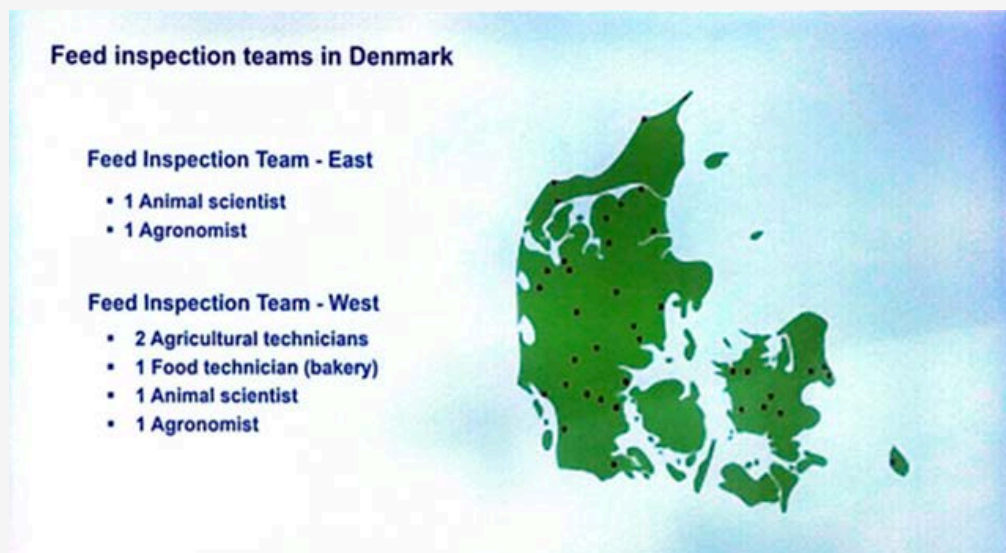 Feed inspection teams in Denmark
Feed Inspection Team - East
▪ 1 Animal scientist
▪ 1 Agronomist
Feed Inspection Team - West
▪ 2 Agricultural technicians
▪ 1 Food technician (bakery)
▪ 1 Animal scientist
▪ 1 Agronomist